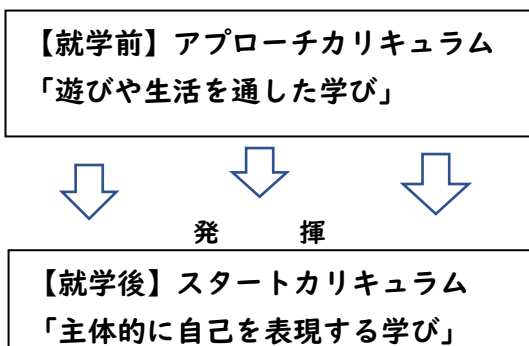 【就学前】アプローチカリキュラム
「遊びや生活を通した学び」
発 揮
【就学後】スタートカリキュラム
「主体的に自己を表現する学び」